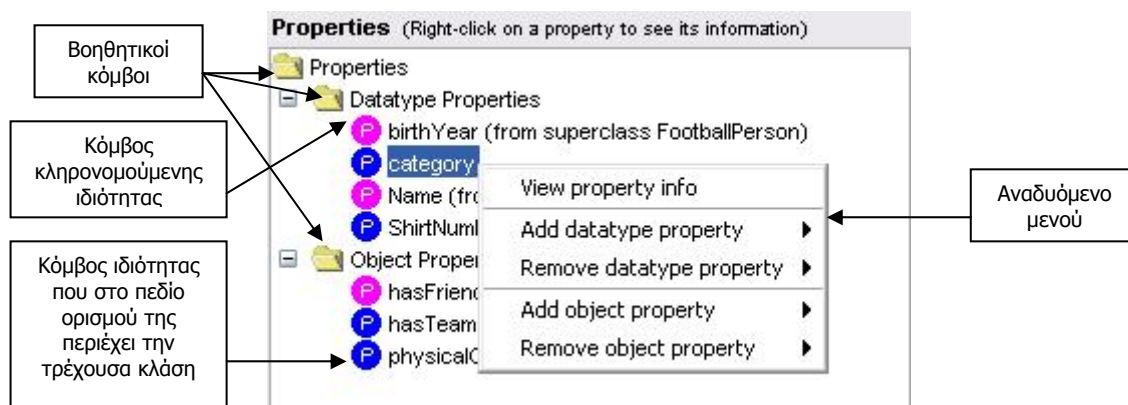 Properties (Right-click on a property to see its information)
Βοηθητικοί
κόμβοι
Κόμβος
κληρονομούμενης
ιδιότητας
Κόμβος ιδιότητας
που στο πεδίο
ορισμού της
περιέχει την
τρέχουσα κλάση
Properties
Datatype Properties
P birthYear (from superclass FootballPerson)
P category
P Name (fro
P ShirtNuml
Object Proper
P hasFriend
P hasTeam
P physicalC
View property info
Add datatype property
Remove datatype property
Add object property
Remove object property
Αναδυόμενο
μενού